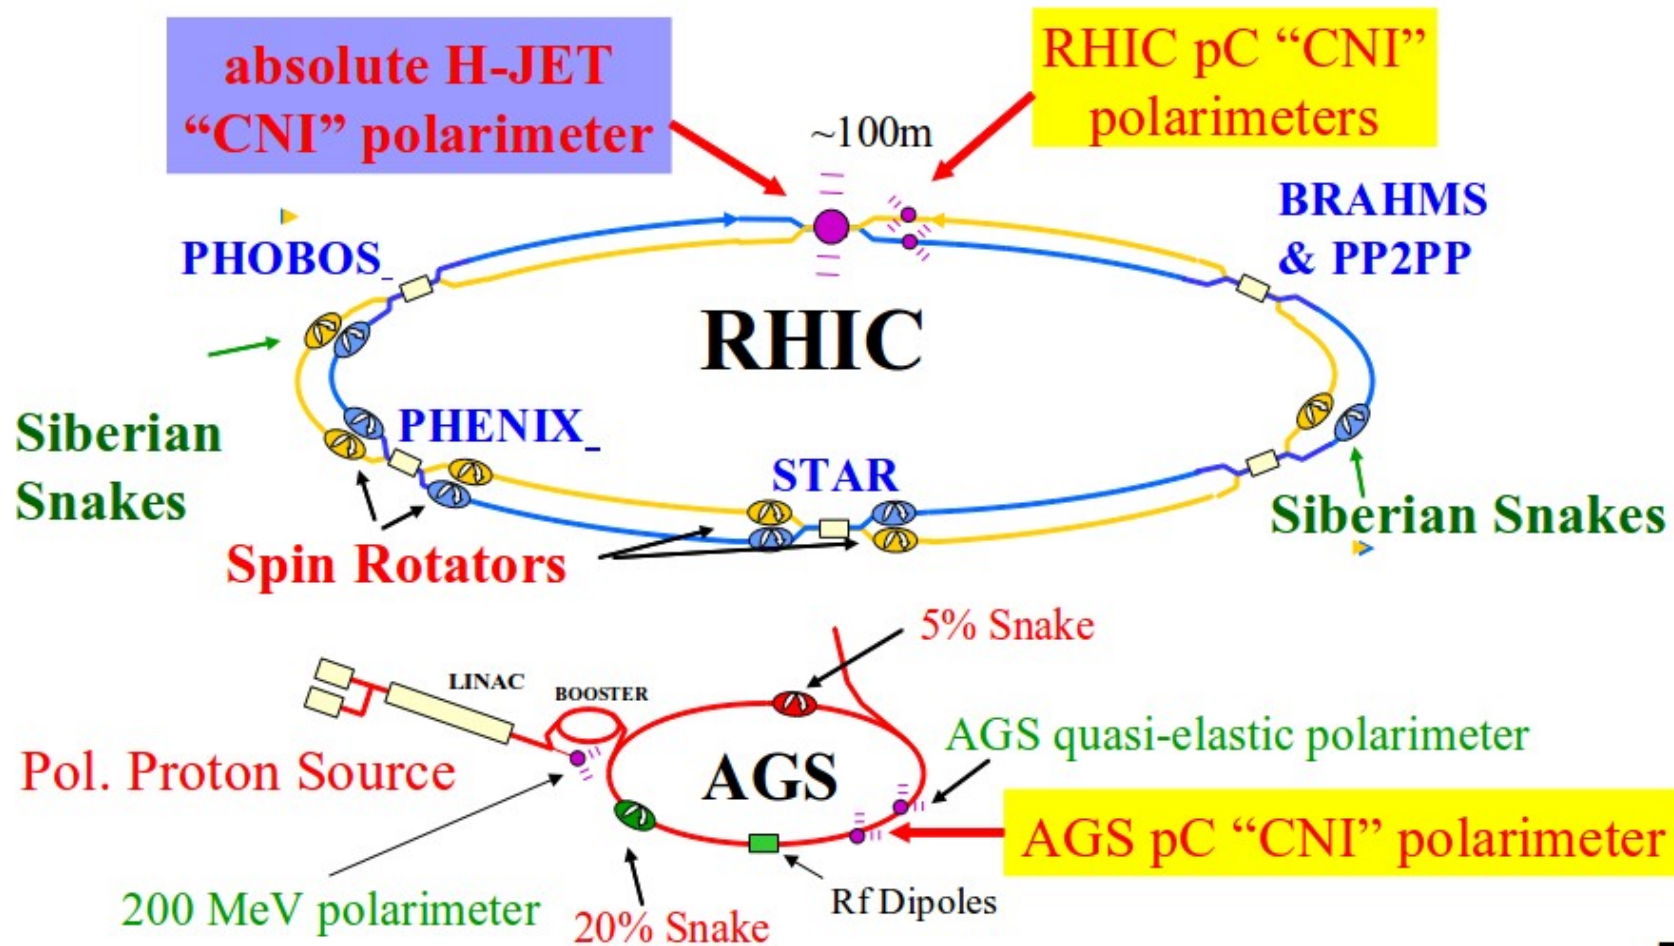 absolute H-JET
“CNI” polarimeter
RHIC pC “CNI”
polarimeters
~100m
BRAHMS
& PP2PP
PHOBOS_
RHIC
Siberian
Snakes
PHENIX_
STAR
Siberian Snakes
Spin Rotators
5% Snake
LINAC
BOOSTER
AGS quasi-elastic polarimeter
Pol. Proton Source
AGS
AGS pC “CNI” polarimeter
200 MeV polarimeter
20% Snake
Rf Dipoles